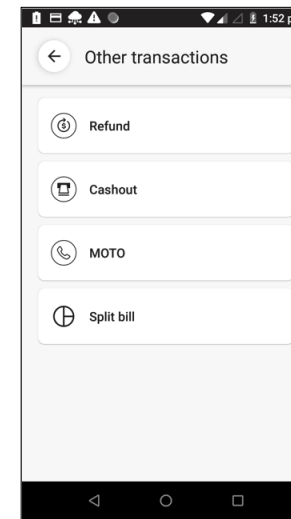 1:52 p
Other transactions
Refund
Cashout
MOTO
Split bill